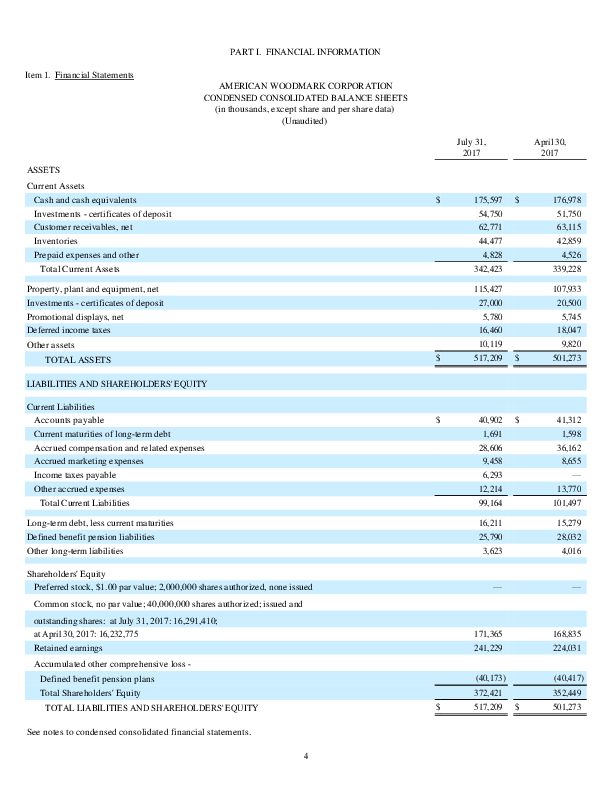 PART I. FINANCIAL INFORMATION
Item 1. Financial Statements
AMERICAN WOODMARK CORPORATION
CONDENSED CONSOLIDATED BALANCE SHEETS
(in thousands, except share and per share data)
(Unaudited)
July 31, 2017 April 30, 2017
ASSETS
Current Assets
Cash and cash equivalents $ 175,597 $ 176,978
Investments - certificates of deposit 54,750 51,750
Customer receivables, net 62,771 63,115
Inventories 44,477 42,859
Prepaid expenses and other 4,828 4,526
Total Current Assets 342,423 339,228
Property, plant and equipment, net 115,427 107,933
Investments - certificates of deposit 27,000 20,500
Promotional displays, net 5,780 5,745
Deferred income taxes 16,460 18,047
Other assets 10,119 9,820
TOTAL ASSETS $ 517,209 $ 501,273
LIABILITIES AND SHAREHOLDERS' EQUITY
Current Liabilities
Accounts payable $ 40,902 $ 41,312
Current maturities of long-term debt 1,691 1,598
Accrued compensation and related expenses 28,606 36,162
Accrued marketing expenses 9,458 8,655
Income taxes payable 6,293 —
Other accrued expenses 12,214 13,770
Total Current Liabilities 99,164 101,497
Long-term debt, less current maturities 16,211 15,279
Defined benefit pension liabilities 25,790 28,032
Other long-term liabilities 3,623 4,016
Shareholders' Equity
Preferred stock, $1.00 par value; 2,000,000 shares authorized, none issued — —
Common stock, no par value; 40,000,000 shares authorized; issued and
outstanding shares: at July 31, 2017: 16,291,410;
at April 30, 2017: 16,232,775 171,365 168,835
Retained earnings 241,229 224,031
Accumulated other comprehensive loss -
Defined benefit pension plans (40,173) (40,417)
Total Shareholders' Equity 372,421 352,449
TOTAL LIABILITIES AND SHAREHOLDERS' EQUITY $ 517,209 $ 501,273
See notes to condensed consolidated financial statements.
4